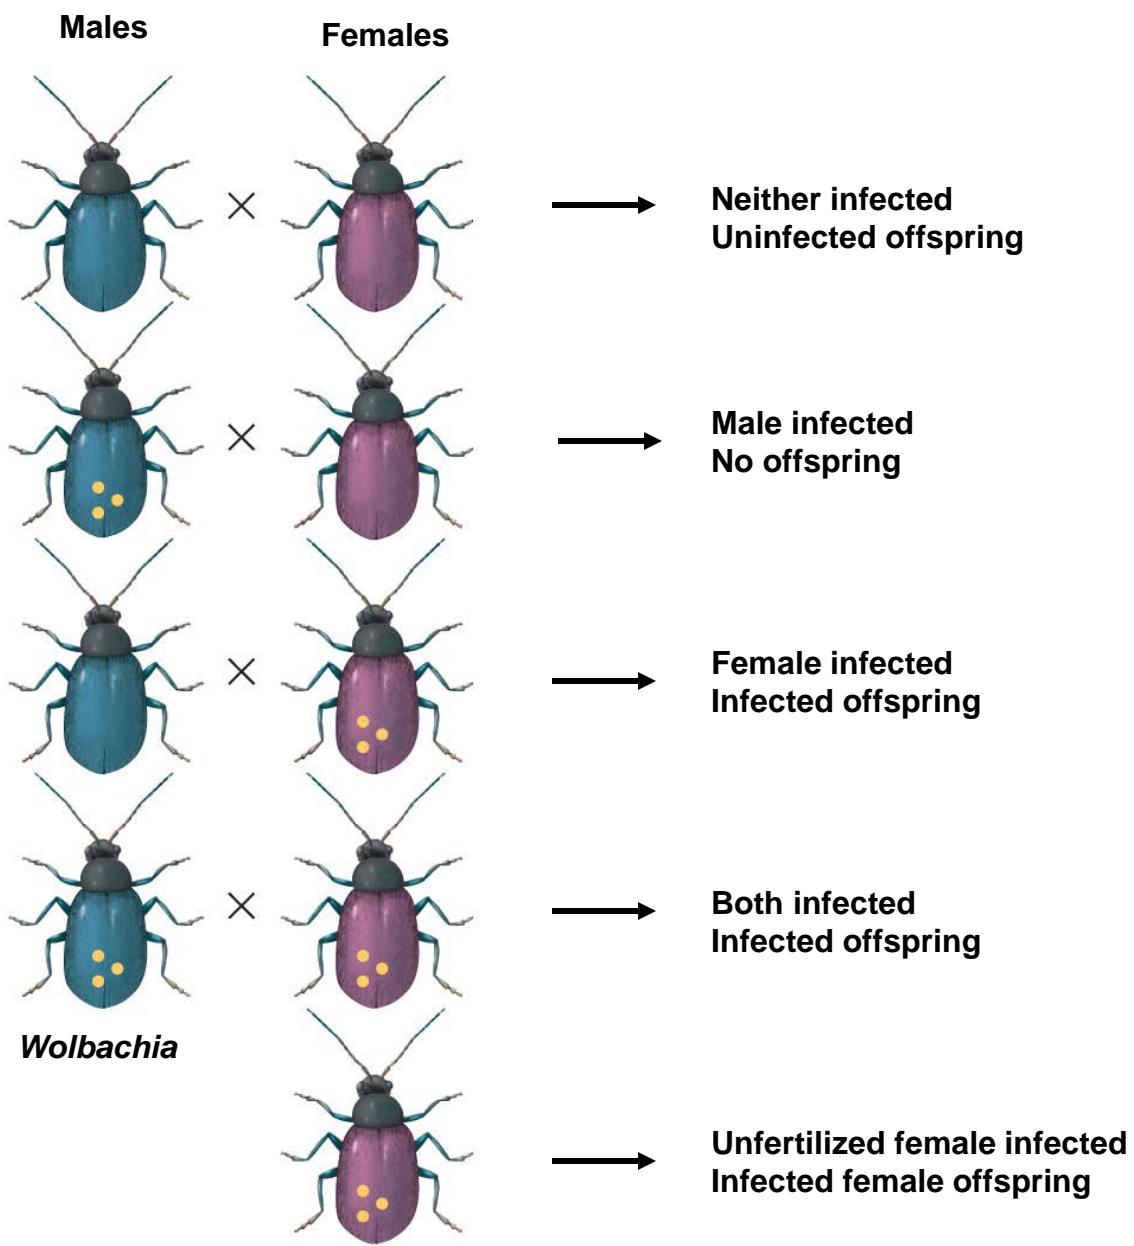 Males
Females
Neither infected
Uninfected offspring
Male infected
No offspring
Female infected
Infected offspring
Both infected
Infected offspring
Wolbachia
Unfertilized female infected
Infected female offspring